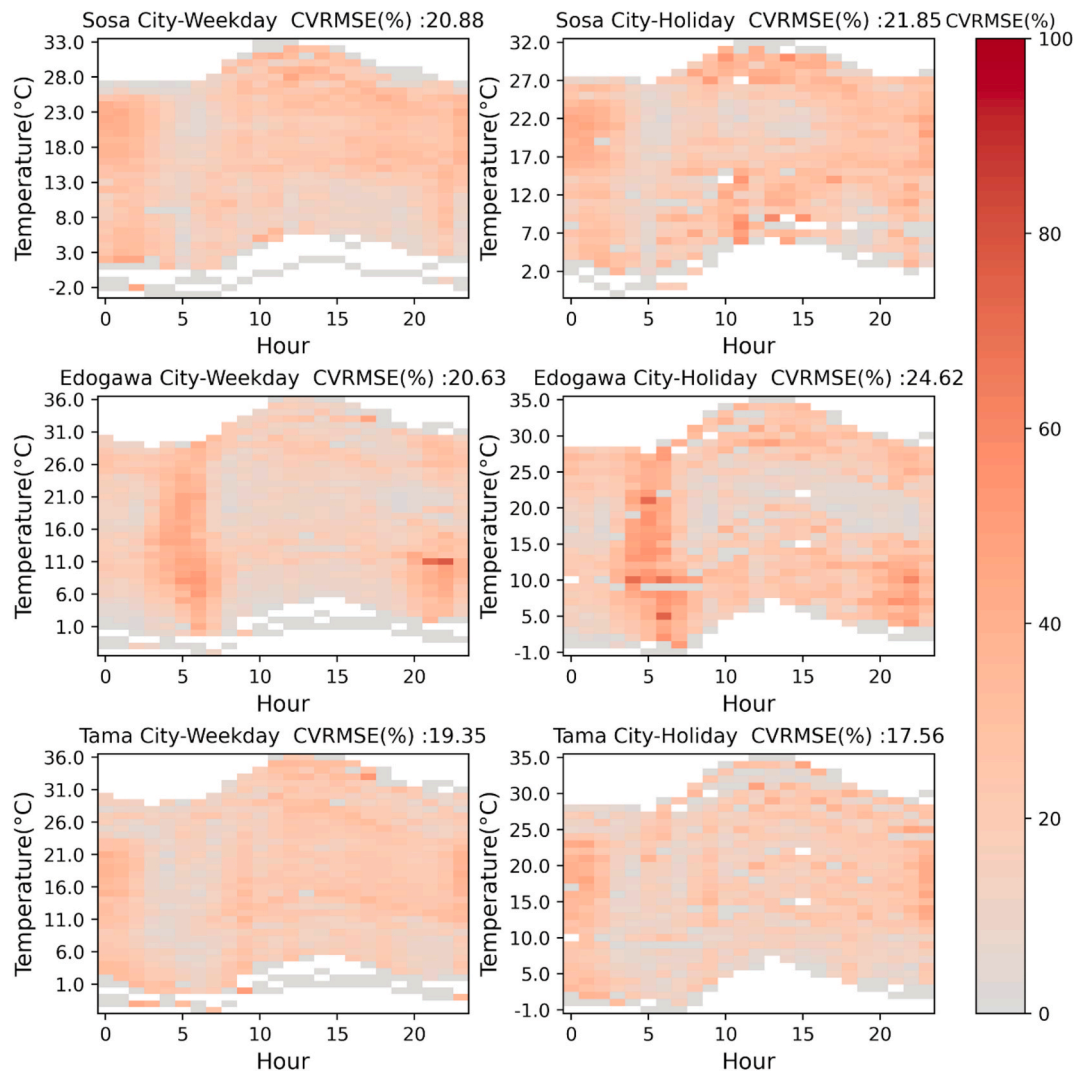 Sosa City-Weekday CVRMSE(%) :20.88
33.0
28.0
23.0
18.0
13.0
8.0
3.0
-2.0
Temperature(°C)
0 5 10 15 20
Hour
Sosa City-Holiday CVRMSE(%) :21.85
32.0
27.0
22.0
17.0
12.0
7.0
2.0
Temperature(°C)
0 5 10 15 20
Hour
Edogawa City-Weekday CVRMSE(%) :20.63
36.0
31.0
26.0
21.0
16.0
11.0
6.0
1.0
Temperature(°C)
0 5 10 15 20
Hour
Edogawa City-Holiday CVRMSE(%) :24.62
35.0
30.0
25.0
20.0
15.0
10.0
5.0
-1.0
Temperature(°C)
0 5 10 15 20
Hour
Tama City-Weekday CVRMSE(%) :19.35
36.0
31.0
26.0
21.0
16.0
11.0
6.0
1.0
Temperature(°C)
0 5 10 15 20
Hour
Tama City-Holiday CVRMSE(%) :17.56
35.0
30.0
25.0
20.0
15.0
10.0
5.0
-1.0
Temperature(°C)
0 5 10 15 20
Hour
CVRMSE(%)
100
80
60
40
20
0